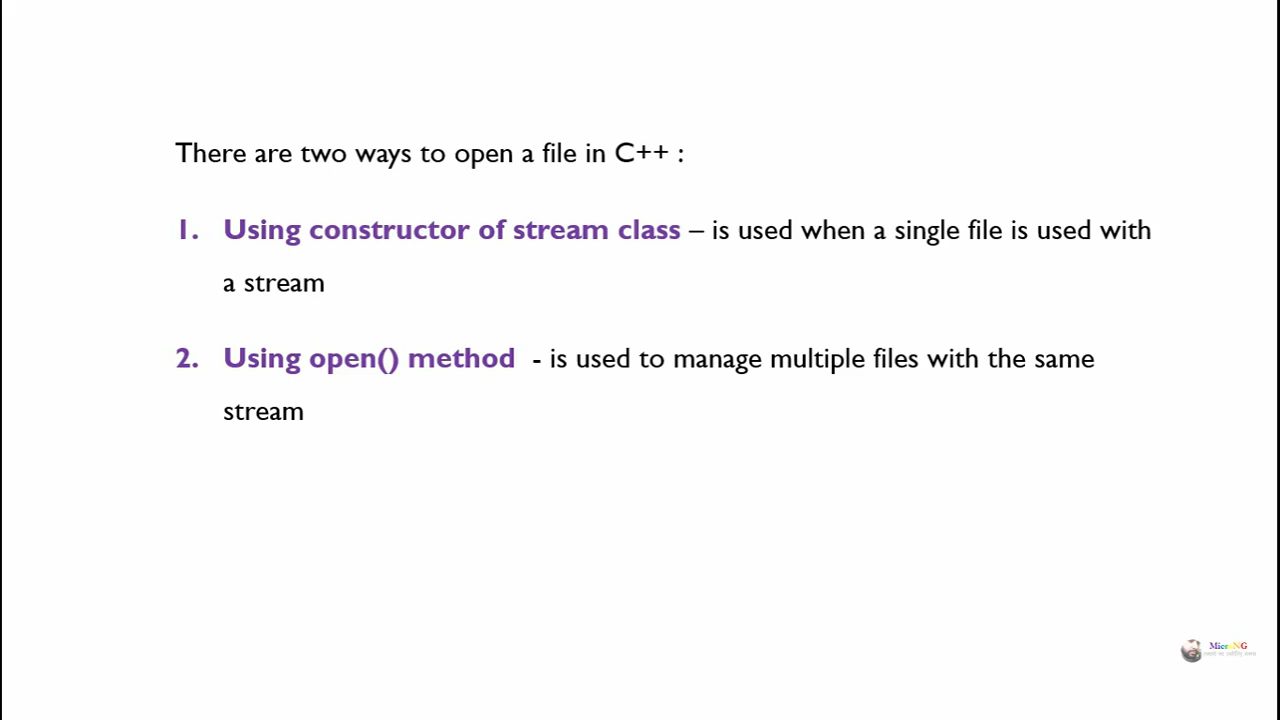 There are two ways to open a file in C++ :
1. Using constructor of stream class – is used when a single file is used with
a stream
2. Using open() method - is used to manage multiple files with the same
stream
MicroNG